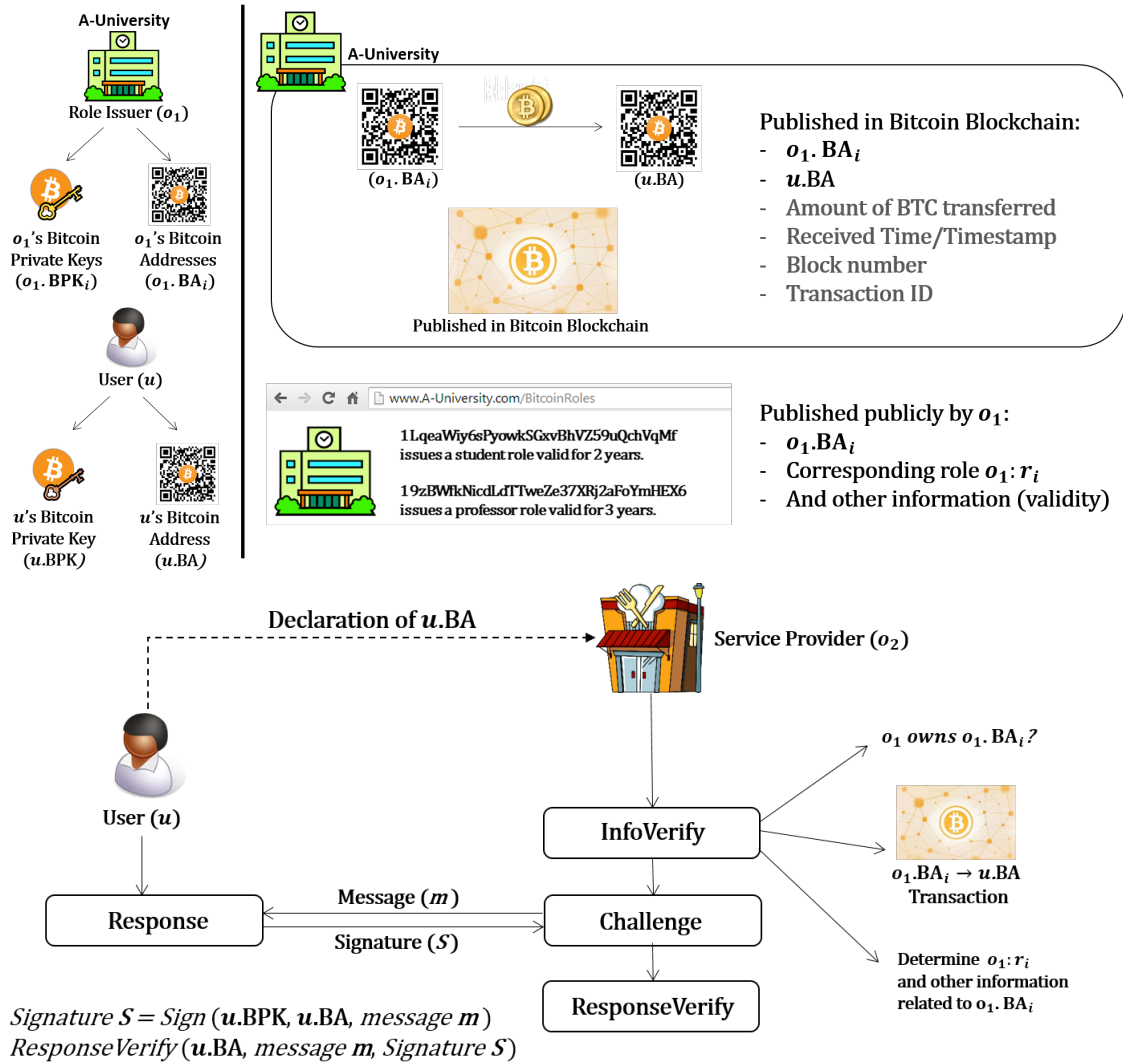 A-University
Role Issuer (o₁)
o₁'s Bitcoin
Private Keys
(o₁. BPKᵢ)
o₁'s Bitcoin
Addresses
(o₁. BAᵢ)
User (u)
u's Bitcoin
Private Key
(u.BPK)
u's Bitcoin
Address
(u.BA)
A-University
(o₁. BAᵢ)
(u.BA)
Published in Bitcoin Blockchain
Published in Bitcoin Blockchain:
- o₁. BAᵢ
- u.BA
- Amount of BTC transferred
- Received Time/Timestamp
- Block number
- Transaction ID
www.A-University.com/BitcoinRoles
1LqeaWiy6sPyowkSGxvBhVZ59uQchVqMf
issues a student role valid for 2 years.
19zBWfkNicdLdTTweZe37XRj2aFoYmHEX6
issues a professor role valid for 3 years.
Published publicly by o₁:
- o₁.BAᵢ
- Corresponding role o₁: rᵢ
- And other information (validity)
Declaration of u.BA
Service Provider (o₂)
User (u)
o₁ owns o₁. BAᵢ?
InfoVerify
o₁.BAᵢ → u.BA
Transaction
Response
Message (m)
Signature (S)
Challenge
Determine o₁: rᵢ
and other information
related to o₁. BAᵢ
ResponseVerify
Signature S = Sign (u.BPK, u.BA, message m)
ResponseVerify (u.BA, message m, Signature S)